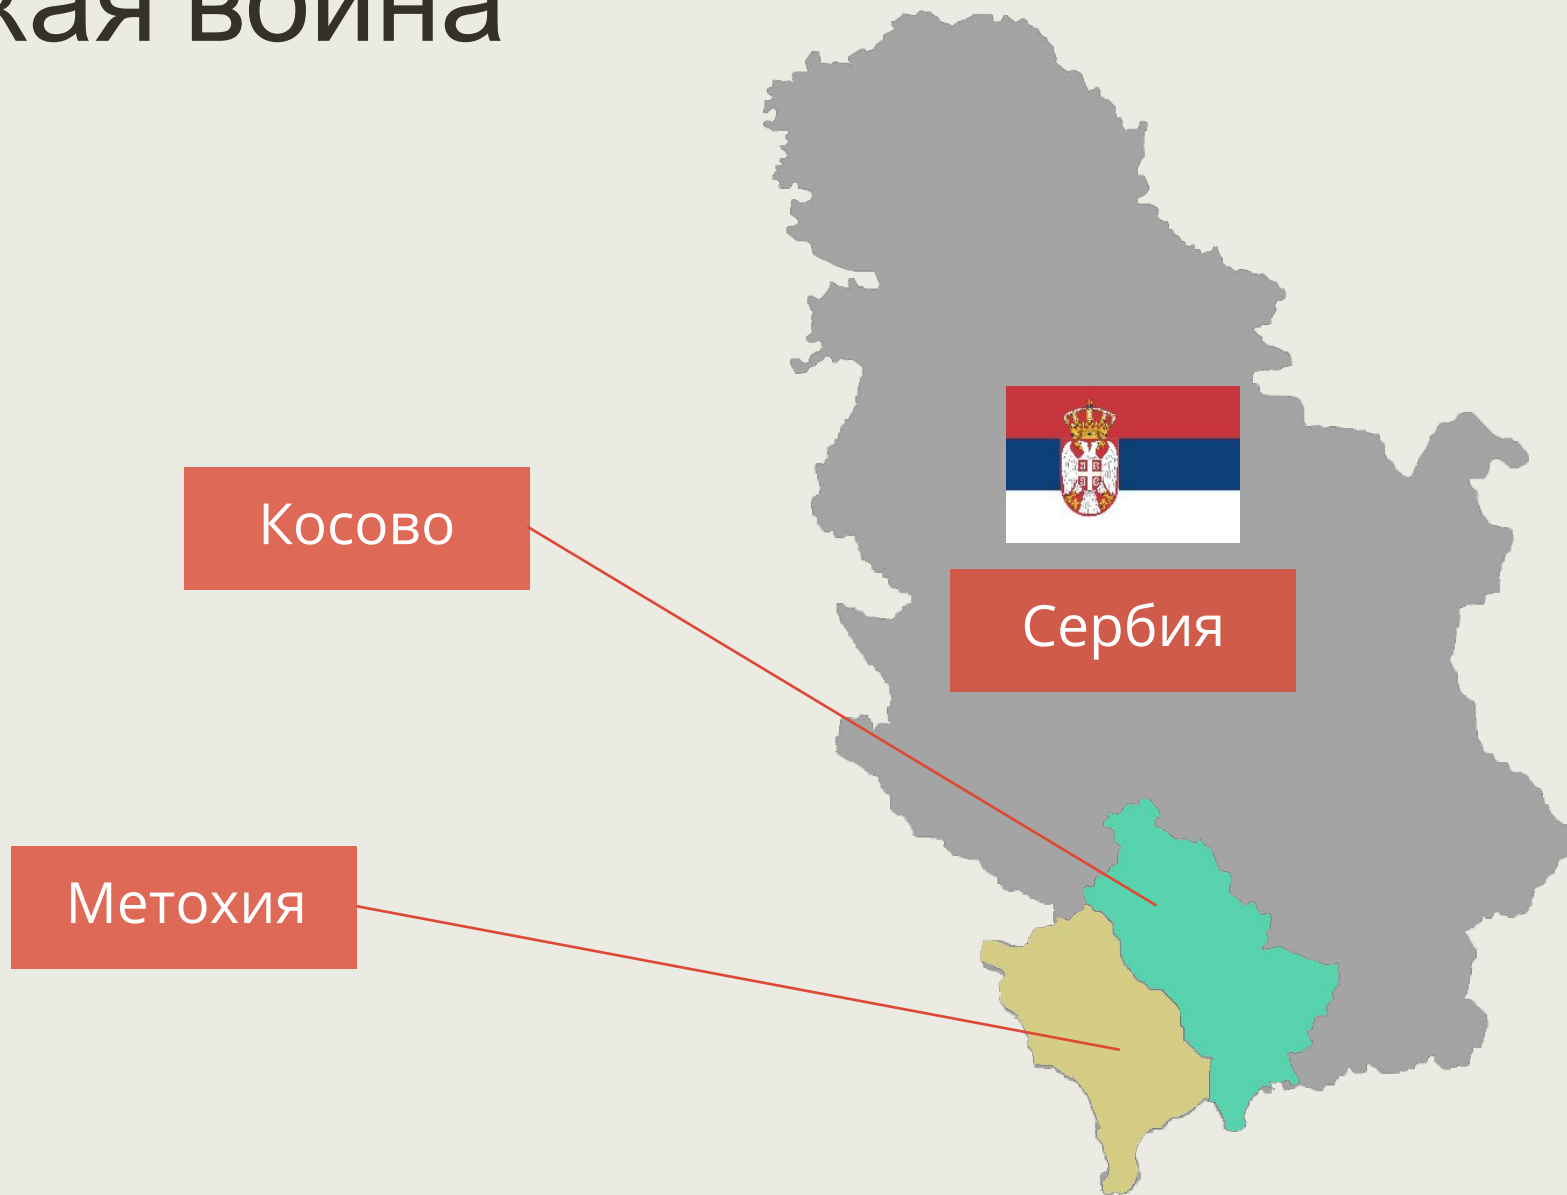 кая война
Косово
Сербия
Метохия